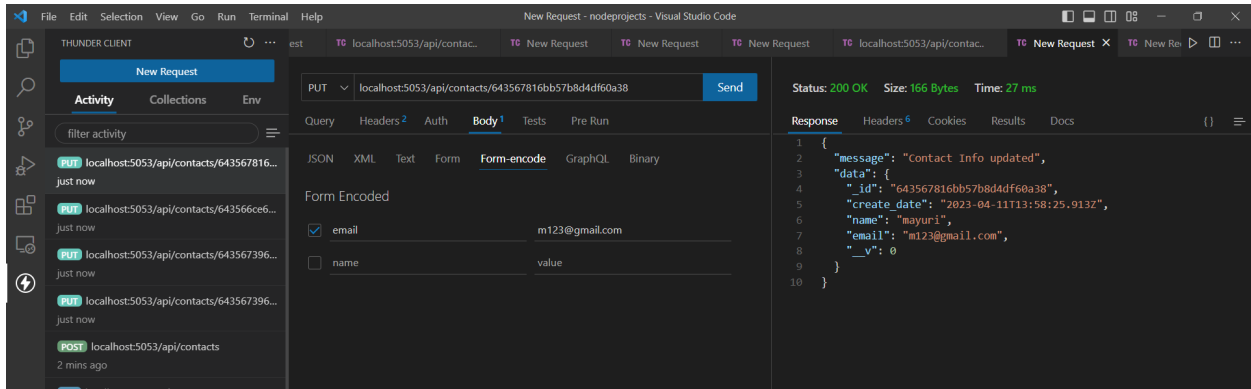 File Edit Selection View Go Run Terminal Help New Request - nodeprojects - Visual Studio Code
THUNDER CLIENT
est TC localhost:5053/api/contac.. TC New Request TC New Request TC New Request TC localhost:5053/api/contac.. TC New Request TC New Re
New Request
Activity Collections Env
filter activity
PUT localhost:5053/api/contacts/643567816...
just now
PUT localhost:5053/api/contacts/643566ce6...
just now
PUT localhost:5053/api/contacts/643567396...
just now
PUT localhost:5053/api/contacts/643567396...
just now
POST localhost:5053/api/contacts
2 mins ago
PUT localhost:5053/api/contacts/643567816bb57b8d4df60a38 Send
Query Headers 2 Auth Body 1 Tests Pre Run
JSON XML Text Form Form-encode GraphQL Binary
Form Encoded
email m123@gmail.com
name value
Status: 200 OK Size: 166 Bytes Time: 27 ms
Response Headers 6 Cookies Results Docs {}
1 {
2 "message": "Contact Info updated",
3 "data": {
4 "_id": "643567816bb57b8d4df60a38",
5 "create_date": "2023-04-11T13:58:25.913Z",
6 "name": "mayuri",
7 "email": "m123@gmail.com",
8 "__v": 0
9 }
10 }